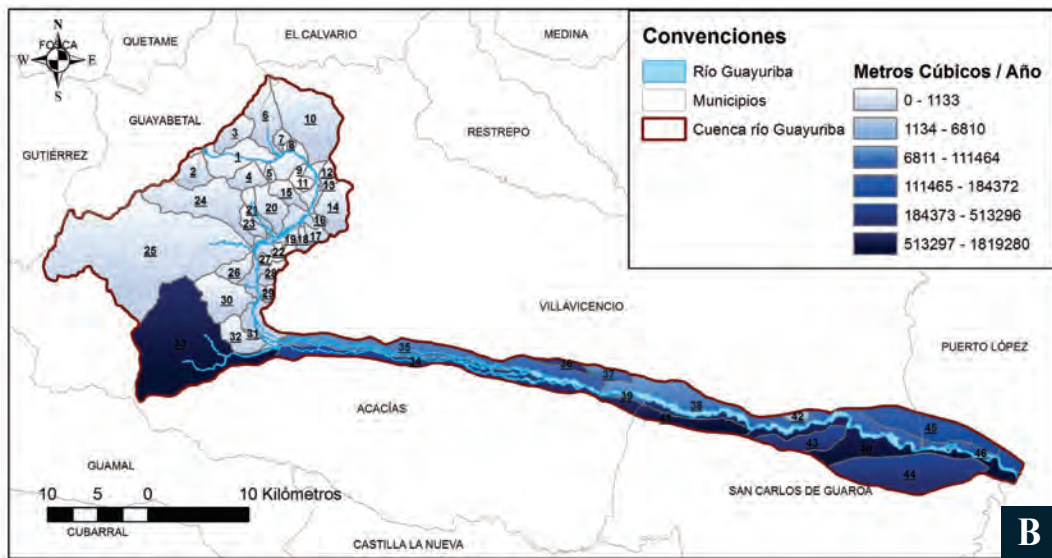 N
W E
S
FOSCA
QUETAME
EL CALVARIO
MEDINA
GUAYABETAL
RESTREPO
GUTIÉRREZ
VILLAVICENCIO
PUERTO LÓPEZ
ACACÍAS
GUAMAL
SAN CARLOS DE GUAROA
CUBARRAL
CASTILLA LA NUEVA
6
10
3
7
8
1
2
4
5
9
11
12
13
15
14
24
21
20
23
16
19
18
17
22
25
27
26
28
29
30
32
31
35
34
37
39
38
42
43
45
46
44
10 5 0 10 Kilómetros
Convenciones
Río Guayuriba
Municipios
Cuenca río Guayuriba
Metros Cúbicos / Año
0 - 1133
1134 - 6810
6811 - 111464
111465 - 184372
184373 - 513296
513297 - 1819280
B